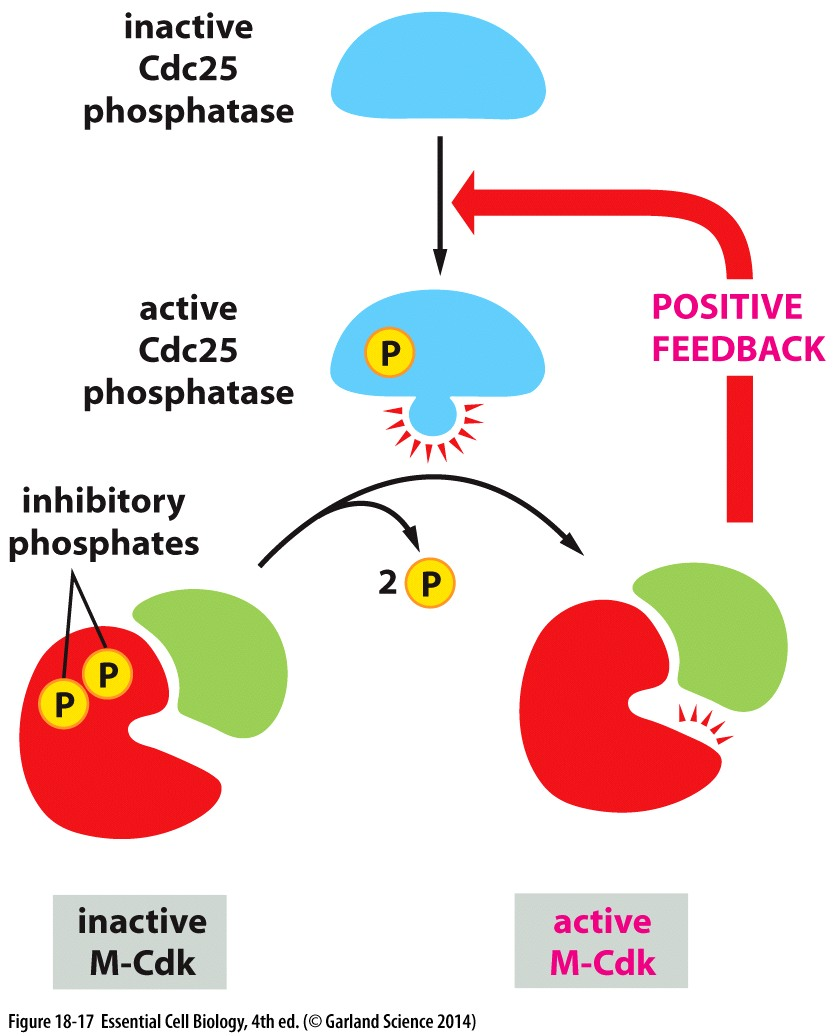 inactive
Cdc25
phosphatase
POSITIVE
FEEDBACK
active
Cdc25
phosphatase
P
inhibitory
phosphates
2 P
P
P
inactive
M-Cdk
active
M-Cdk
Figure 18-17 Essential Cell Biology, 4th ed. (© Garland Science 2014)